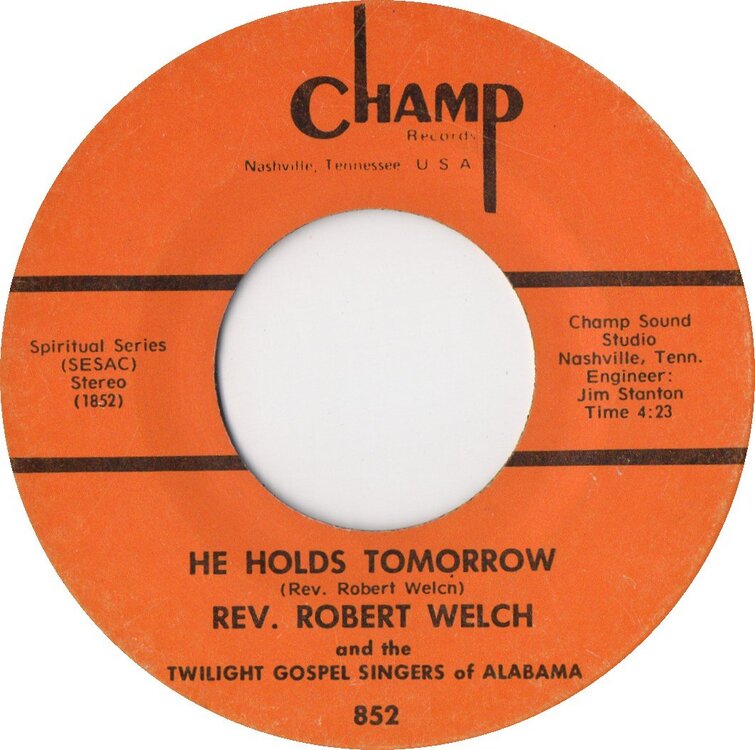 CHAMP
Records
Nashville, Tennessee U S A
Spiritual Series
(SESAC)
Stereo
(1852)
Champ Sound
Studio
Nashville, Tenn.
Engineer:
Jim Stanton
Time 4:23
HE HOLDS TOMORROW
(Rev. Robert Welch)
REV. ROBERT WELCH
and the
TWILIGHT GOSPEL SINGERS of ALABAMA
852